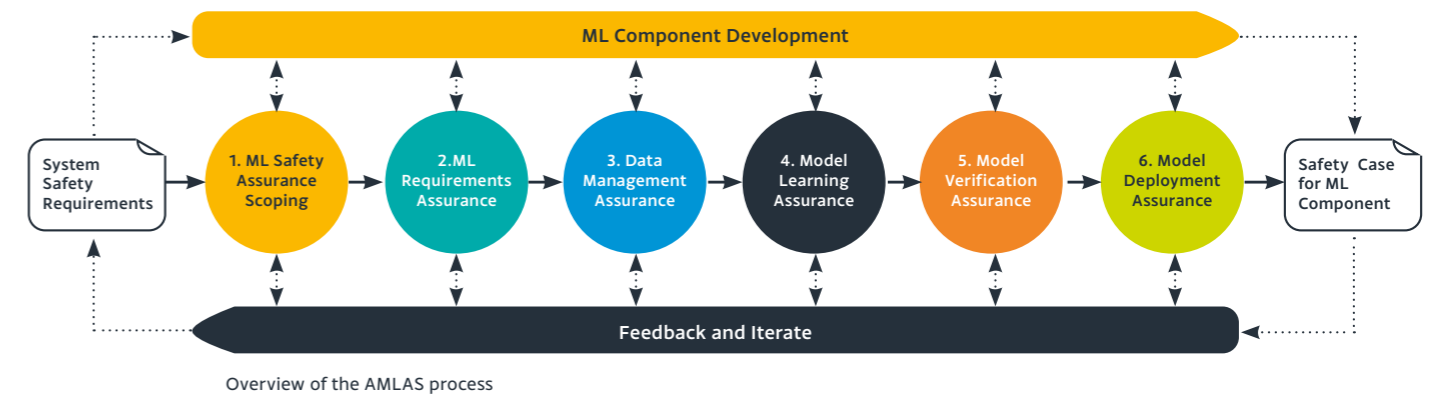 ML Component Development
System
Safety
Requirements
1. ML Safety
Assurance
Scoping
2.ML
Requirements
Assurance
3. Data
Management
Assurance
4. Model
Learning
Assurance
5. Model
Verification
Assurance
6. Model
Deployment
Assurance
Safety Case
for ML
Component
Feedback and Iterate
Overview of the AMLAS process